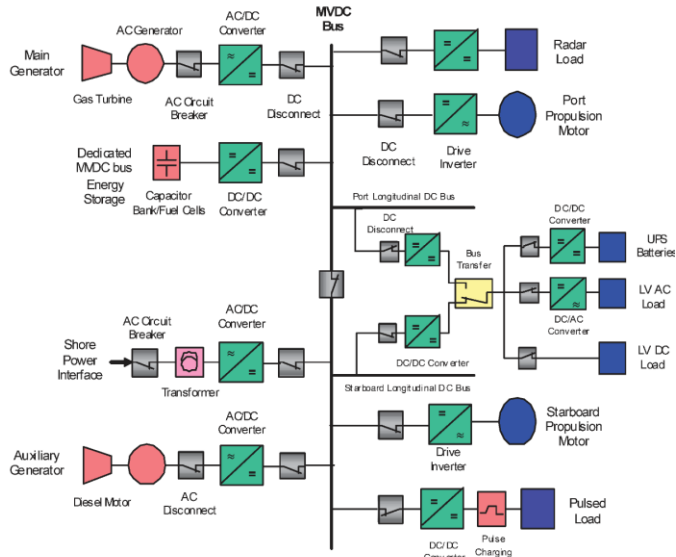 MVDC
Bus
AC Generator
AC/DC
Converter
Main
Generator
Gas Turbine
AC Circuit
Breaker
DC
Disconnect
Radar
Load
Port
Propulsion
Motor
DC
Disconnect
Drive
Inverter
Dedicated
MVDC bus
Energy
Storage
Capacitor
Bank/Fuel Cells
DC/DC
Converter
Port Longitudinal DC Bus
DC
Disconnect
Bus
Transfer
DC/DC
Converter
UPS
Batteries
LV AC
Load
DC/AC
Converter
LV DC
Load
DC/DC Converter
Starboard Longitudinal DC Bus
AC Circuit
Breaker
AC/DC
Converter
Shore
Power
Interface
Transformer
AC/DC
Converter
Auxiliary
Generator
Diesel Motor
AC
Disconnect
Drive
Inverter
Starboard
Propulsion
Motor
Pulsed
Load
DC/DC
Converter
Pulse
Charging